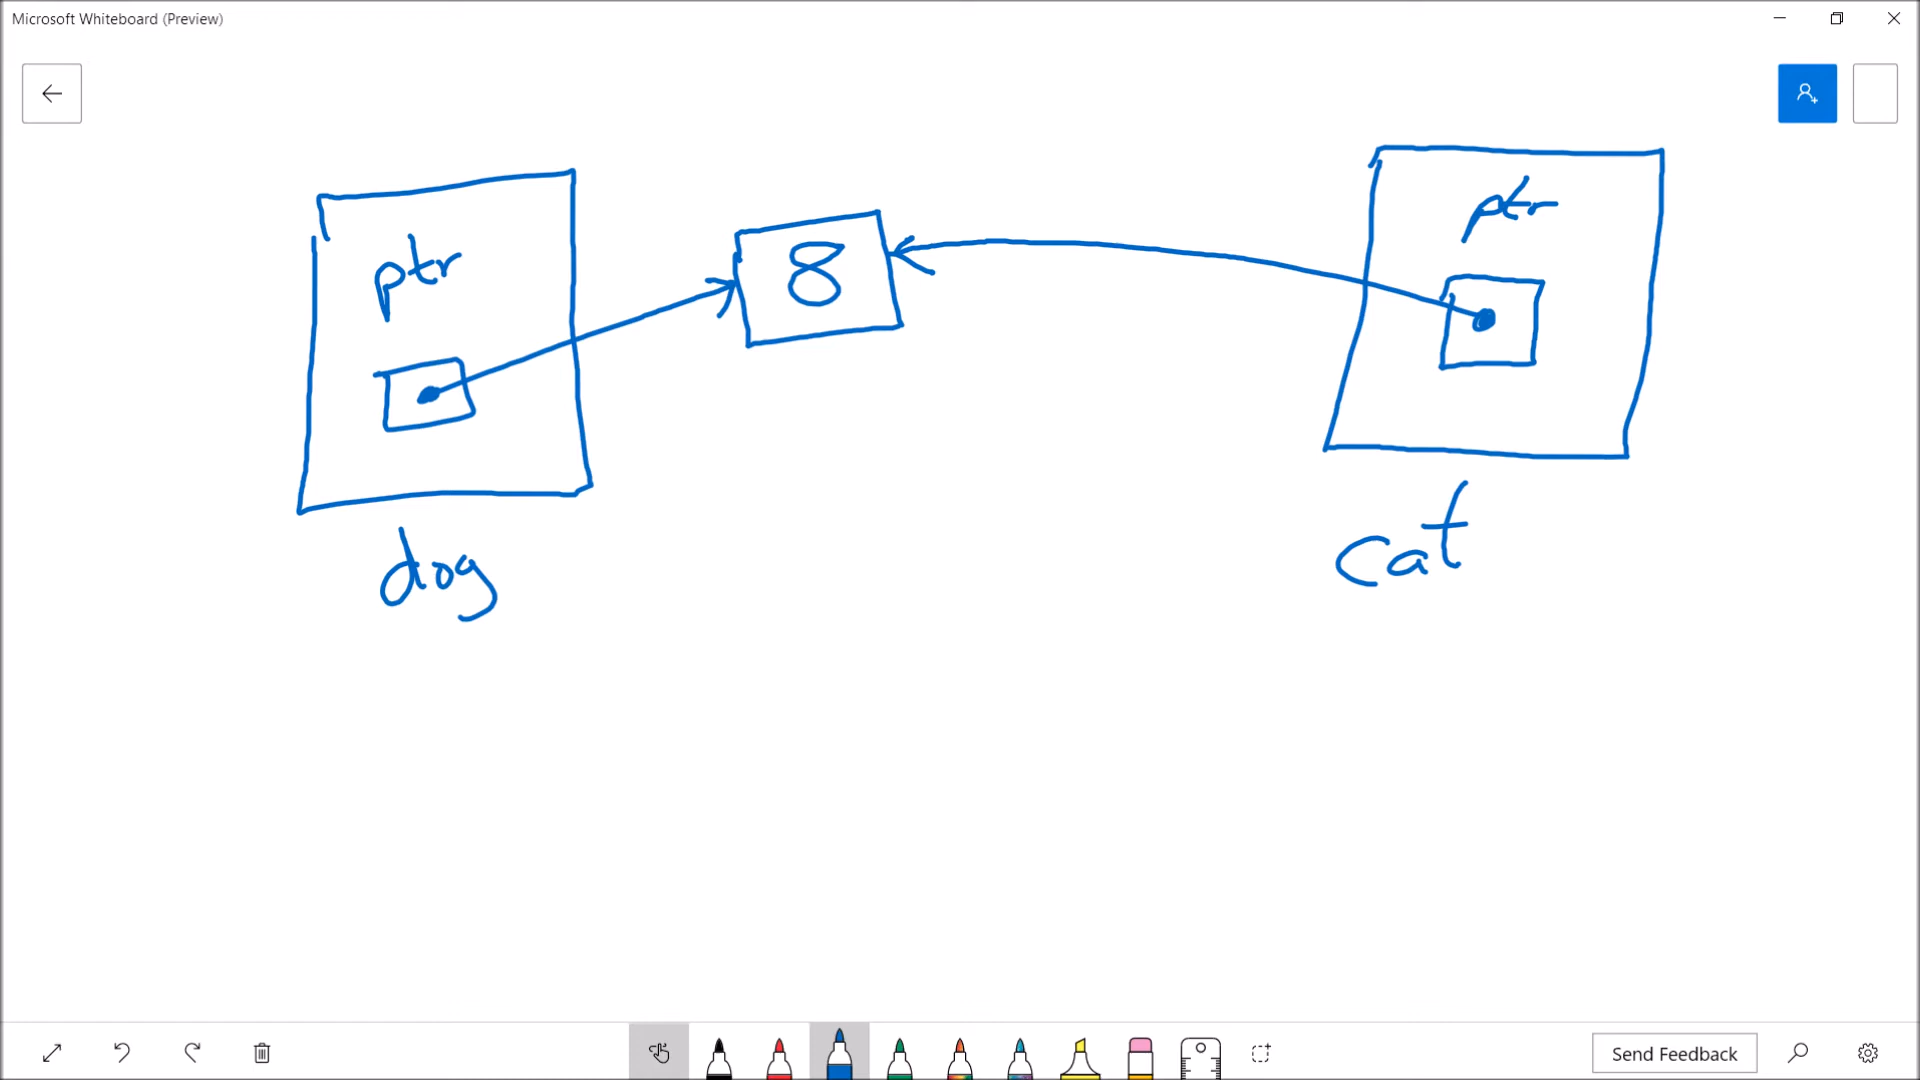 Microsoft Whiteboard (Preview)
ptr
8
ptr
dog
cat
Send Feedback